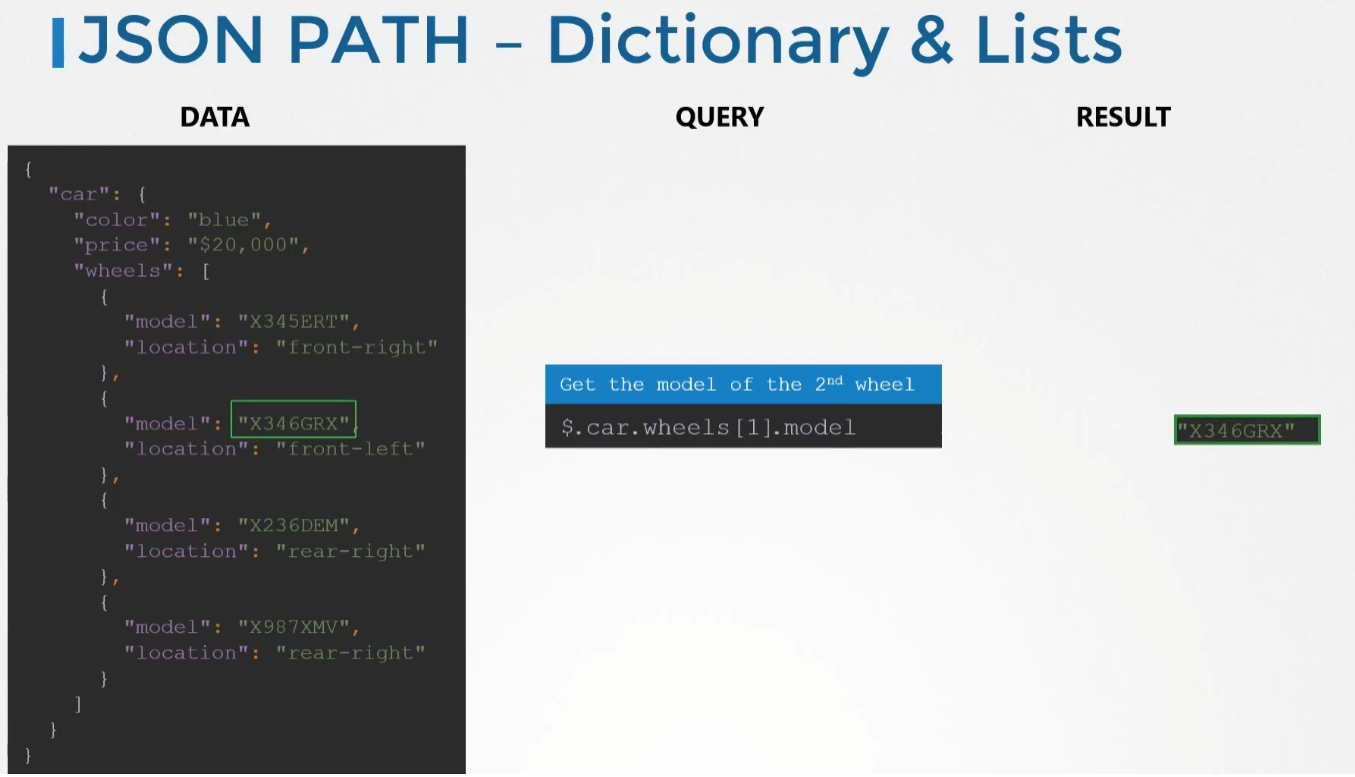 JSON PATH – Dictionary & Lists
DATA
{
"car": {
"color": "blue",
"price": "$20,000",
"wheels": [
{
"model": "X345ERT",
"location": "front-right"
},
{
"model": "X346GRX",
"location": "front-left"
},
{
"model": "X236DEM",
"location": "rear-right"
},
{
"model": "X987XMV",
"location": "rear-right"
}
]
}
}
QUERY
Get the model of the 2nd wheel
$.car.wheels[1].model
RESULT
"X346GRX"